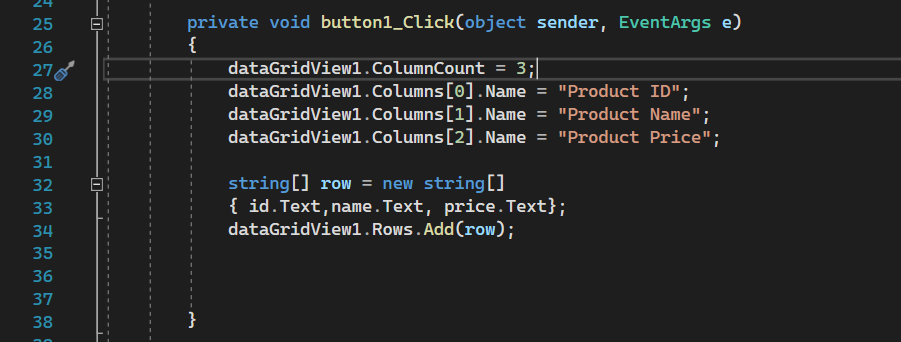 24
25 private void button1_Click(object sender, EventArgs e)
26 {
27 dataGridView1.ColumnCount = 3;
28 dataGridView1.Columns[0].Name = "Product ID";
29 dataGridView1.Columns[1].Name = "Product Name";
30 dataGridView1.Columns[2].Name = "Product Price";
31
32 string[] row = new string[]
33 { id.Text,name.Text, price.Text};
34 dataGridView1.Rows.Add(row);
35
36
37
38 }
39